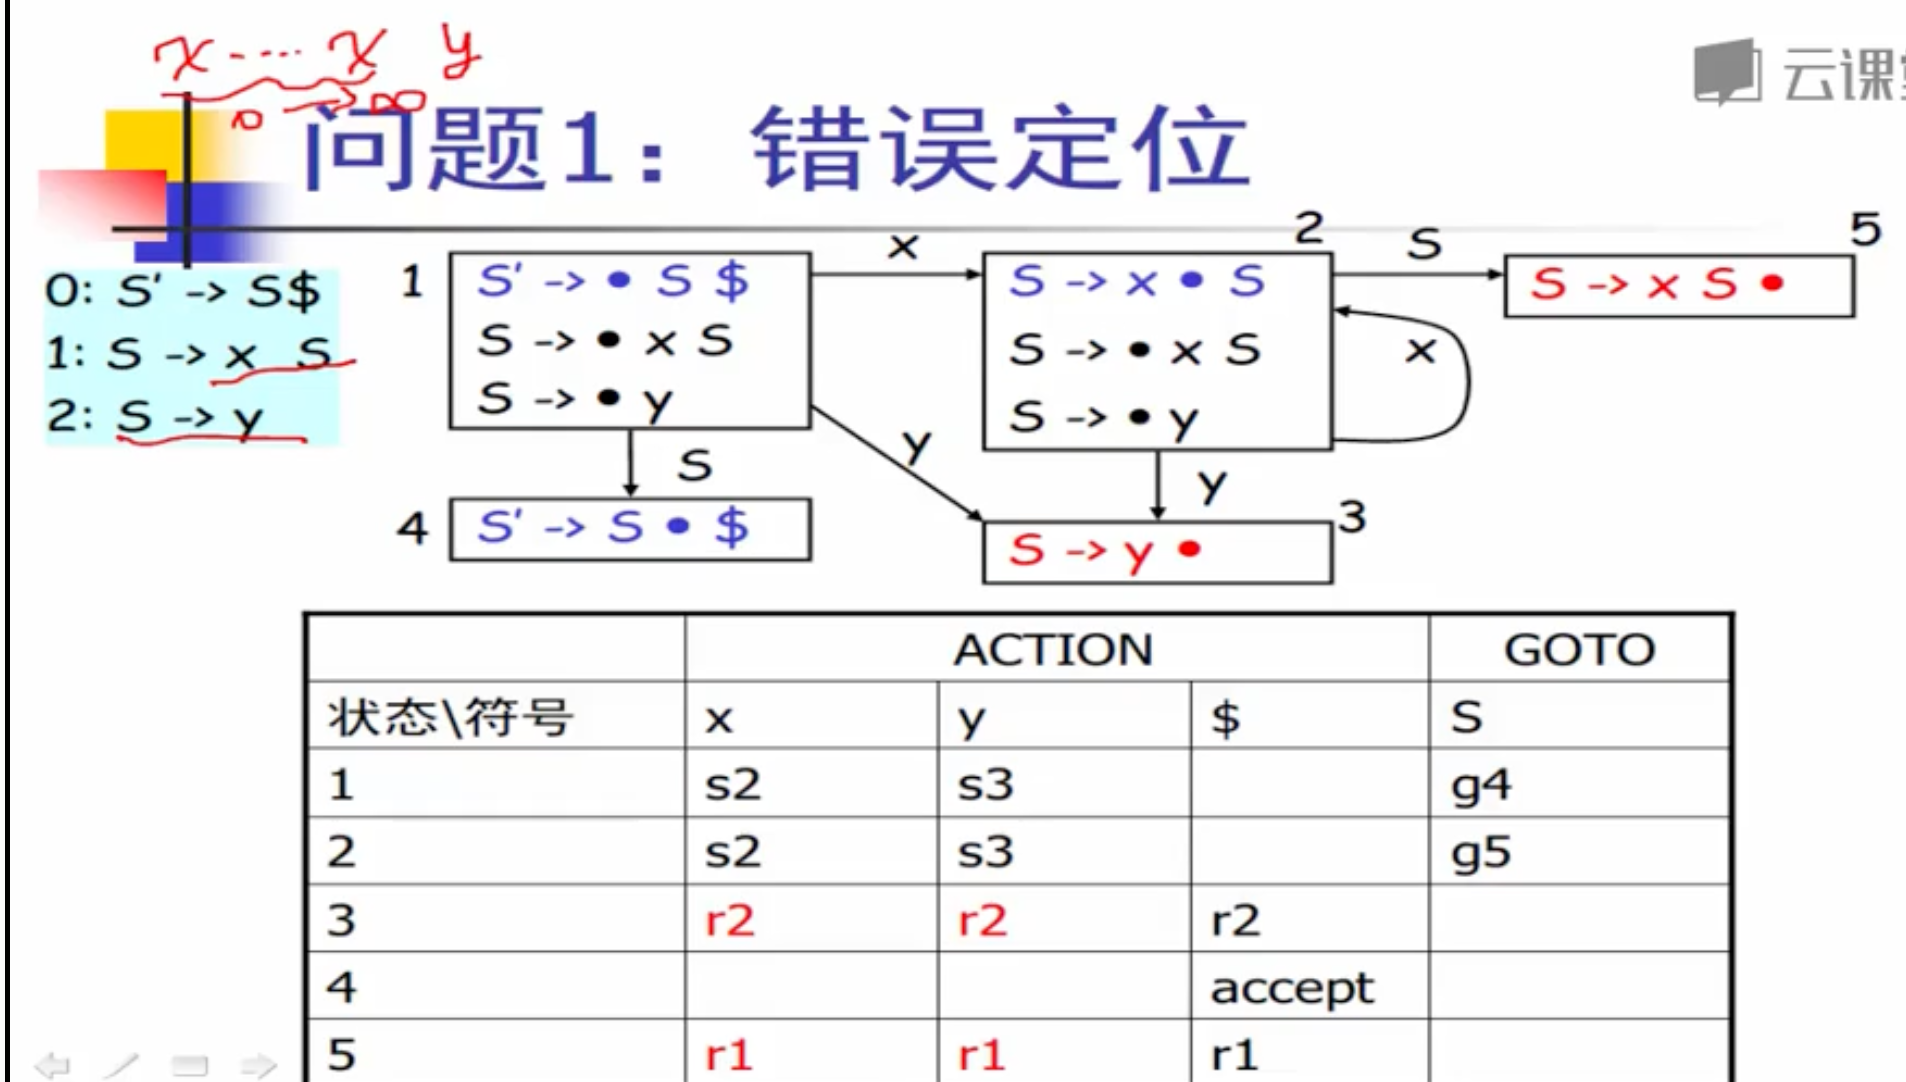 x ---- x y
0 → ∞
云课堂
问题1：错误定位
0: S' -> S$
1: S -> x S
2: S -> y
1
S' -> • S $
S -> • x S
S -> • y
x
2
S -> x • S
S -> • x S
S -> • y
S
5
S -> x S •
x
S
y
y
4
S' -> S • $
3
S -> y •
ACTION GOTO
状态\符号 x y $ S
1 s2 s3 g4
2 s2 s3 g5
3 r2 r2 r2
4 accept
5 r1 r1 r1